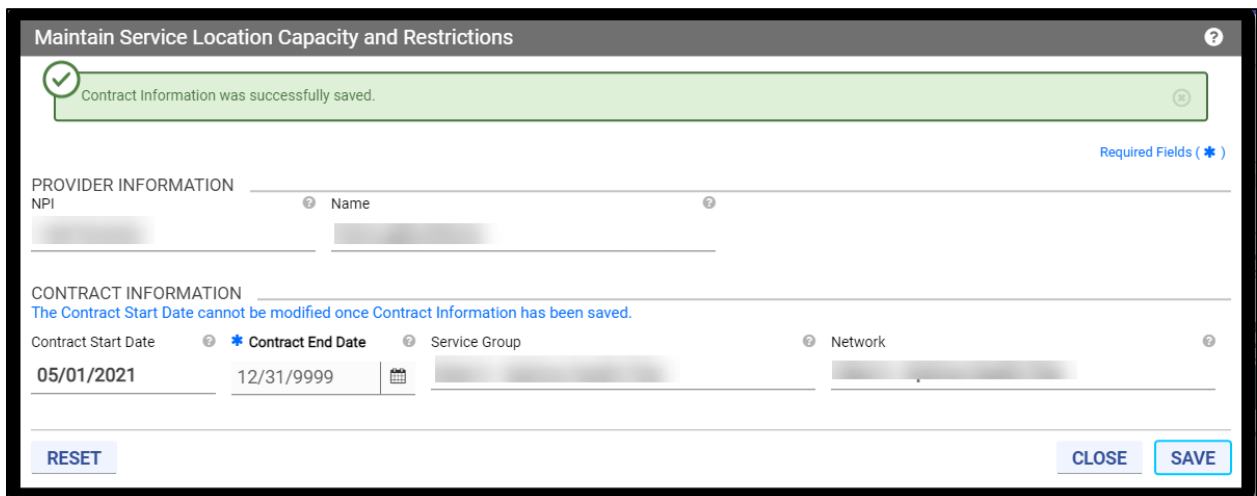 Maintain Service Location Capacity and Restrictions
Contract Information was successfully saved.
Required Fields ( ✱ )
PROVIDER INFORMATION
NPI Name
CONTRACT INFORMATION
The Contract Start Date cannot be modified once Contract Information has been saved.
Contract Start Date ✱ Contract End Date Service Group Network
05/01/2021 12/31/9999
RESET CLOSE SAVE